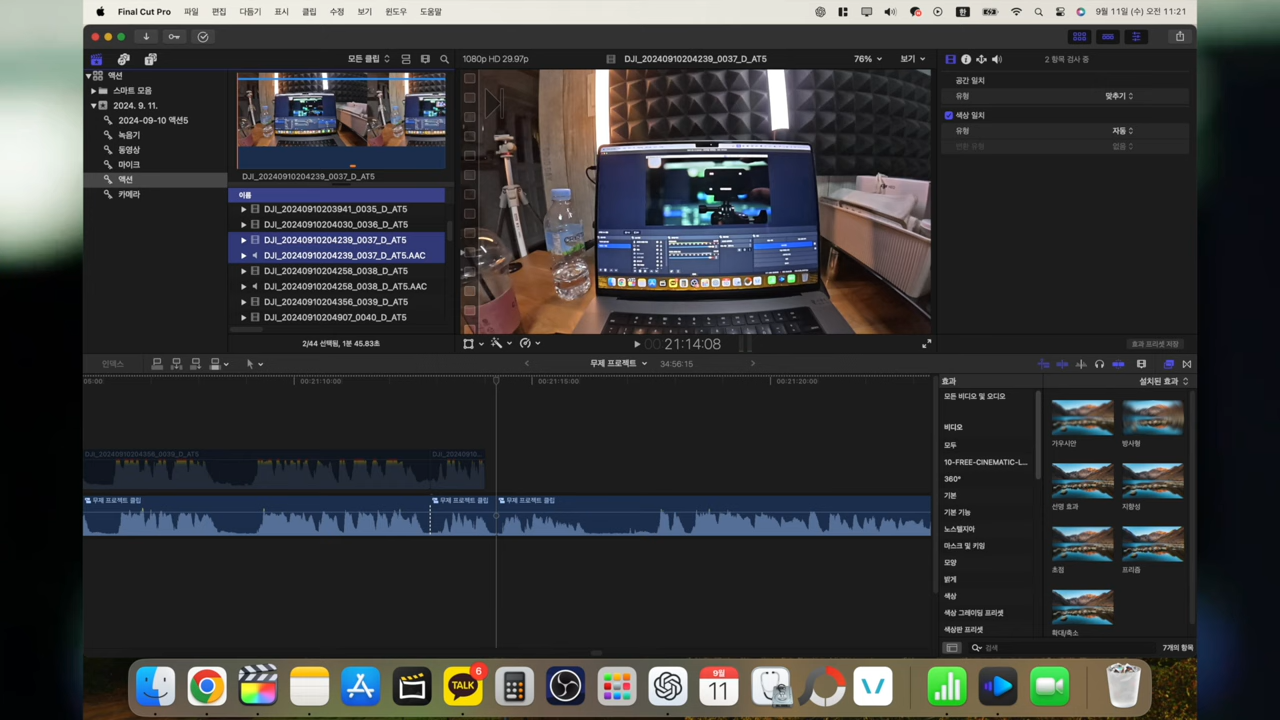 Final Cut Pro 파일 편집 다듬기 표시 클립 수정 보기 윈도우 도움말
한 9월 11일 (수) 오전 11:21
모든 클립
1080p HD 29.97p
DJI_20240910204239_0037_D_AT5
76%
보기
2 항목 검사 중
액션
스마트 모음
2024. 9. 11.
2024-09-10 액션5
녹음기
동영상
마이크
액션
카메라
DJI_20240910204239_0037_D_AT5
이름
DJI_20240910203941_0035_D_AT5
DJI_20240910204030_0036_D_AT5
DJI_20240910204239_0037_D_AT5
DJI_20240910204239_0037_D_AT5.AAC
DJI_20240910204258_0038_D_AT5
DJI_20240910204258_0038_D_AT5.AAC
DJI_20240910204356_0039_D_AT5
DJI_20240910204907_0040_D_AT5
2/44 선택됨, 1분 45.83초
21:14:08
공간 일치
유형 맞추기
색상 일치
유형 자동
변환 유형 없음
효과 프리셋 저장
인덱스
무제 프로젝트
34:56:15
05:00
00:21:10:00
00:21:15:00
00:21:20:00
DJI_20240910204356_0039_D_AT5
DJI_20240910...
무제 프로젝트 클립
무제 프로젝트 클립
무제 프로젝트 클립
효과
설치된 효과
모든 비디오 및 오디오
비디오
모두
10-FREE-CINEMATIC-L...
360°
기본
기본 기능
노스텔지아
마스크 및 키잉
모양
밝게
색상
색상 그레이딩 프리셋
색상판 프리셋
가우시안
방사형
선명 효과
지향성
초점
프리즘
확대/축소
검색
7개의 항목
TALK
6
9월
11